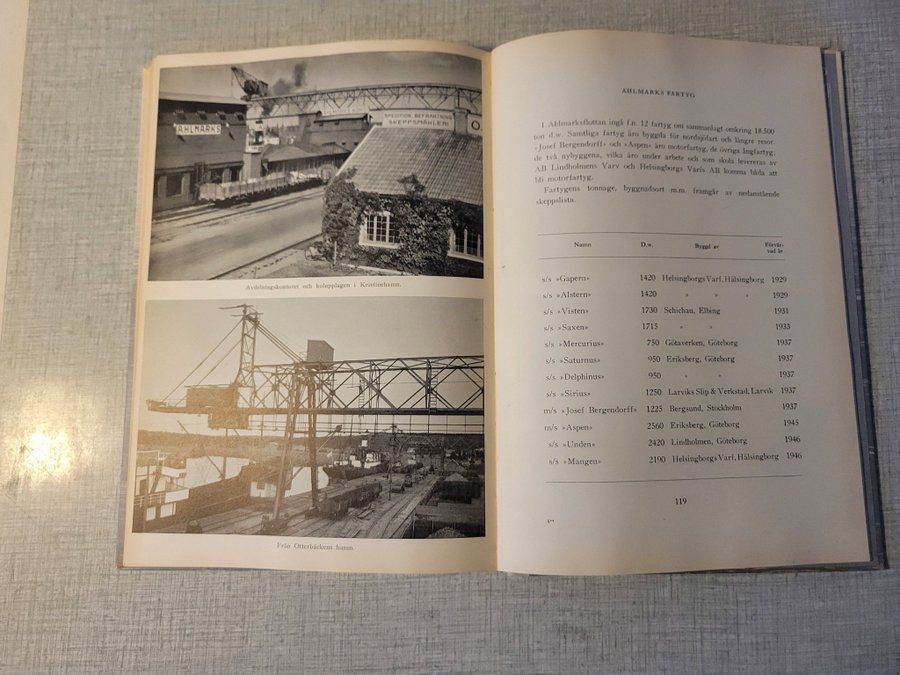 AHLMARKS
SPEDITION, BEFRAKTNING
SKEPPSMÄKLERI
Avdelningskontoret och kolupplagen i Kristinehamn.
Från Otterbäckens hamn.
AHLMARKS FARTYG
I Ahlmarksflottan ingå f.n. 12 fartyg om sammanlagt omkring 18.500
ton d.w. Samtliga fartyg äro byggda för nordsjöfart och längre resor.
»Josef Bergendorff» och »Aspen» äro motorfartyg, de övriga ångfartyg;
de två nybyggena, vilka äro under arbete och som skola levereras av
A.B. Lindholmens Varv och Helsingborgs Varfs AB komma båda att
bli motorfartyg.
Fartygens tonnage, byggnadsort m.m. framgår av nedanstående
skeppslista.
Namn D.w. Byggd av Förvär-
vad år
s/s »Gapern» 1420 Helsingborgs Varf, Hälsingborg 1929
s/s »Alstern» 1420 » » » 1929
s/s »Visten» 1730 Schichau, Elbing 1931
s/s »Saxen» 1715 » » 1933
s/s »Mercurius» 750 Götaverken, Göteborg 1937
s/s »Saturnus» 950 Eriksberg, Göteborg 1937
s/s »Delphinus» 950 » » 1937
s/s »Sirius» 1250 Larviks Slip & Verkstad, Larvik 1937
m/s »Josef Bergendorff» 1225 Bergsund, Stockholm 1937
m/s »Aspen» 2560 Eriksberg, Göteborg 1945
s/s »Unden» 2420 Lindholmen, Göteborg 1946
s/s »Mangen» 2190 Helsingborgs Varf, Hälsingborg 1946
119